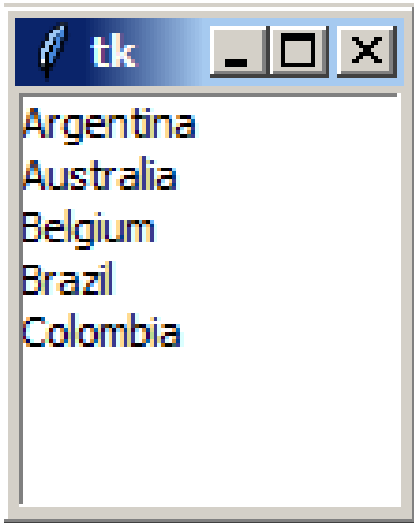 tk
Argentina
Australia
Belgium
Brazil
Colombia